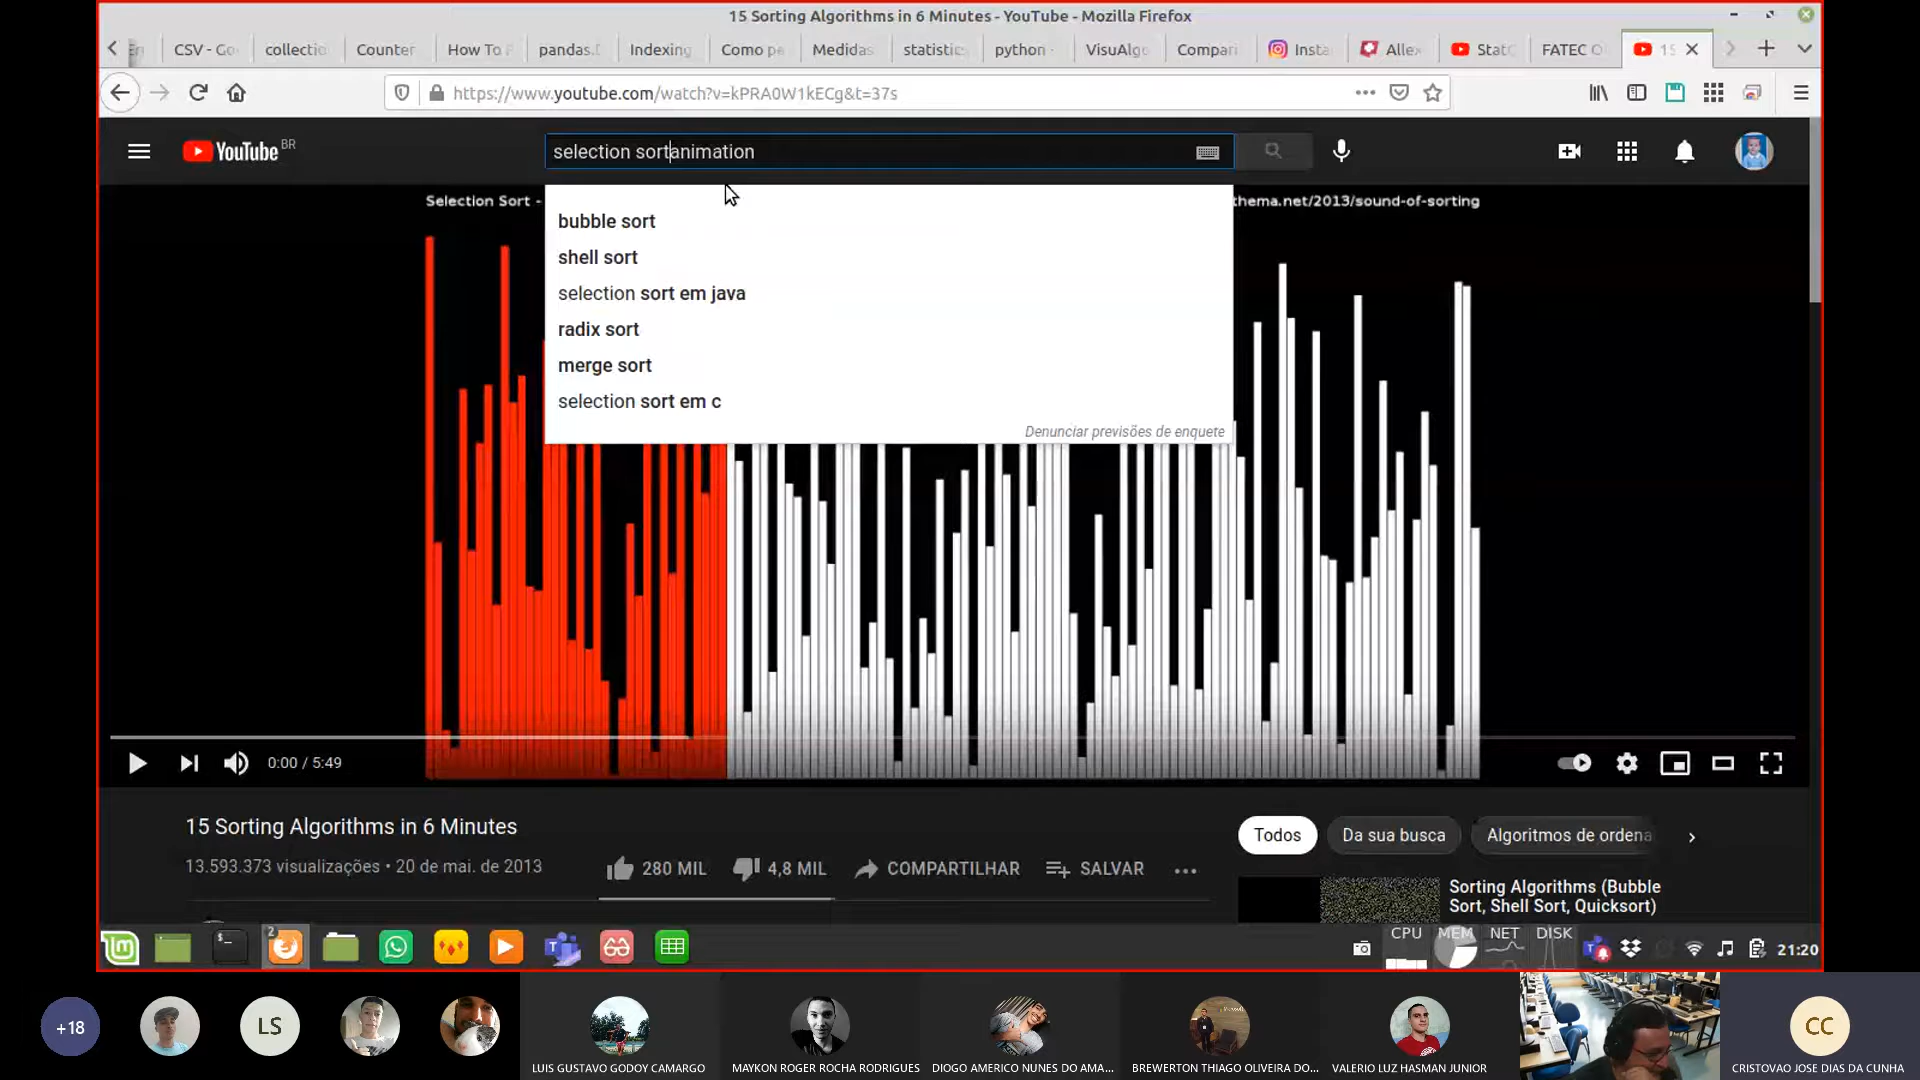 15 Sorting Algorithms in 6 Minutes - YouTube - Mozilla Firefox
CSV - Go
collectio
Counter
How To
pandas.
Indexing
Como pe
Medidas
statistics
python -
VisuAlgo
Compari
Insta
Allex
StatC
FATEC O
15
https://www.youtube.com/watch?v=kPRA0W1kECg&t=37s
YouTube BR
selection sortanimation
Selection Sort -
thema.net/2013/sound-of-sorting
bubble sort
shell sort
selection sort em java
radix sort
merge sort
selection sort em c
Denunciar previsões de enquete
0:00 / 5:49
15 Sorting Algorithms in 6 Minutes
13.593.373 visualizações • 20 de mai. de 2013
280 MIL
4,8 MIL
COMPARTILHAR
SALVAR
Todos
Da sua busca
Algoritmos de ordena
Sorting Algorithms (Bubble
Sort, Shell Sort, Quicksort)
2
CPU
MEM
NET
DISK
21:20
+18
LS
CC
LUIS GUSTAVO GODOY CAMARGO
MAYKON ROGER ROCHA RODRIGUES
DIOGO AMERICO NUNES DO AMA...
BREWERTON THIAGO OLIVEIRA DO...
VALERIO LUZ HASMAN JUNIOR
CRISTOVAO JOSE DIAS DA CUNHA